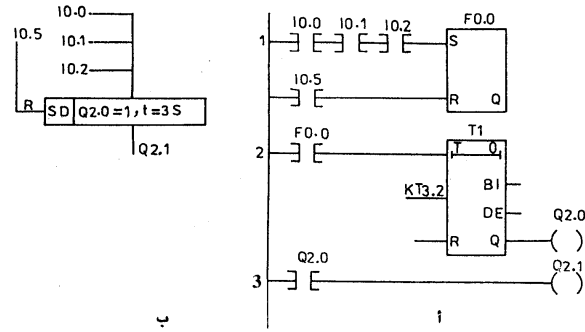 I0.0
I0.5
I0.1
I0.2
R SD Q2.0=1, t=3S
Q2.1
ب
1 I0.0 I0.1 I0.2 F0.0
S
I0.5
R Q
2 F0.0 T1
T 0
KT3.2 BI
DE
R Q Q2.0
3 Q2.0 Q2.1
أ